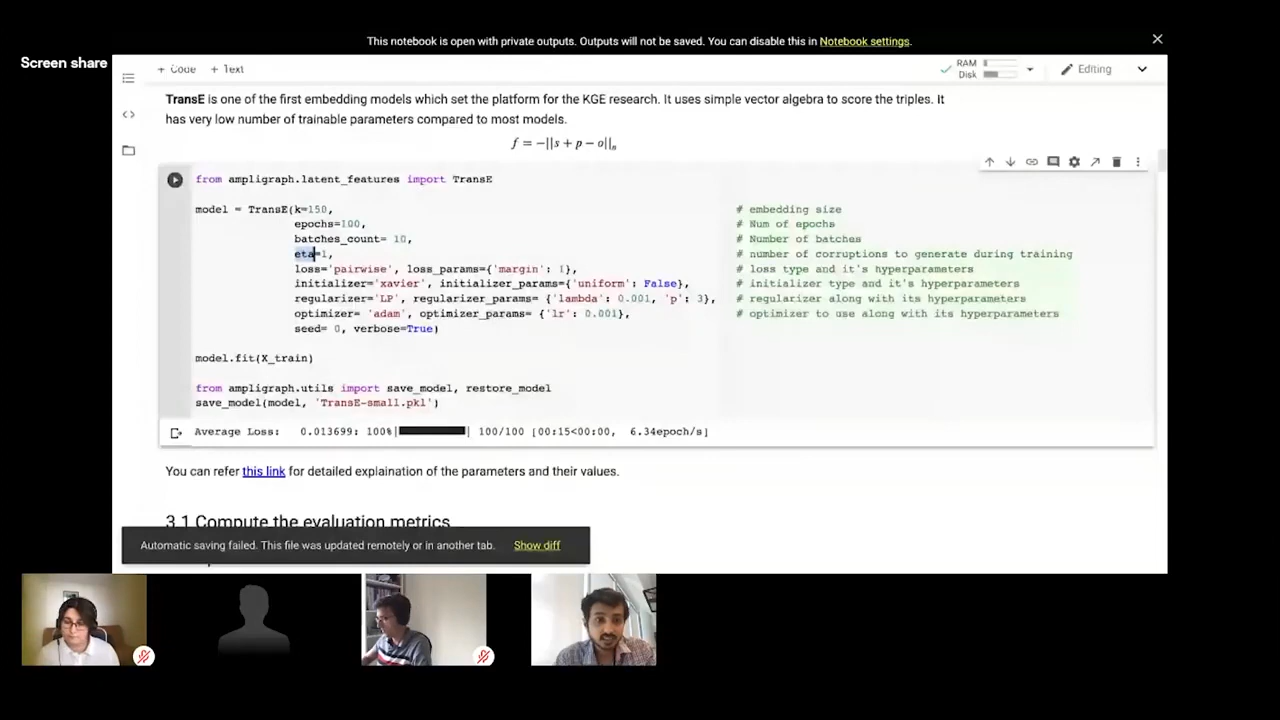 This notebook is open with private outputs. Outputs will not be saved. You can disable this in Notebook settings.
Screen share
+ Code + Text
RAM
Disk
Editing
TransE is one of the first embedding models which set the platform for the KGE research. It uses simple vector algebra to score the triples. It
has very low number of trainable parameters compared to most models.
f = −||s + p − o||n
from ampligraph.latent_features import TransE
model = TransE(k=150, # embedding size
epochs=100, # Num of epochs
batches_count= 10, # Number of batches
eta=1, # number of corruptions to generate during training
loss='pairwise', loss_params={'margin': 1}, # loss type and it's hyperparameters
initializer='xavier', initializer_params={'uniform': False}, # initializer type and it's hyperparameters
regularizer='LP', regularizer_params= {'lambda': 0.001, 'p': 3}, # regularizer along with its hyperparameters
optimizer= 'adam', optimizer_params= {'lr': 0.001}, # optimizer to use along with its hyperparameters
seed= 0, verbose=True)
model.fit(X_train)
from ampligraph.utils import save_model, restore_model
save_model(model, 'TransE-small.pkl')
Average Loss: 0.013699: 100%| | 100/100 [00:15<00:00, 6.34epoch/s]
You can refer this link for detailed explaination of the parameters and their values.
3.1 Compute the evaluation metrics
Automatic saving failed. This file was updated remotely or in another tab. Show diff